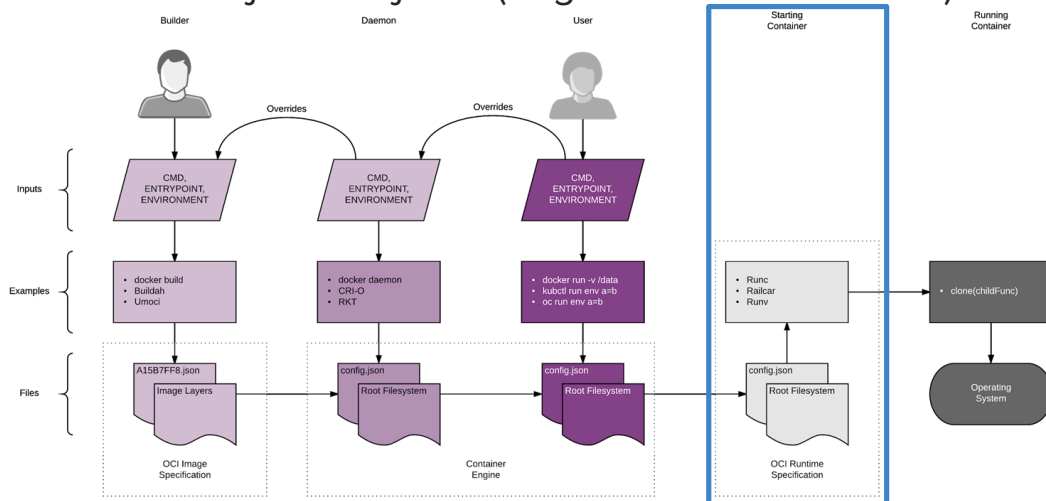 Builder
Daemon
User
Starting
Container
Running
Container
Overrides
Overrides
Inputs
CMD,
ENTRYPOINT,
ENVIRONMENT
CMD,
ENTRYPOINT,
ENVIRONMENT
CMD,
ENTRYPOINT,
ENVIRONMENT
Examples
• docker build
• Buildah
• Umoci
• docker daemon
• CRI-O
• RKT
• docker run -v /data
• kubctl run env a=b
• oc run env a=b
• Runc
• Railcar
• Runv
• clone(childFunc)
Files
A15B7FF8.json
Image Layers
config.json
Root Filesystem
config.json
Root Filesystem
config.json
Root Filesystem
Operating
System
OCI Image
Specification
Container
Engine
OCI Runtime
Specification